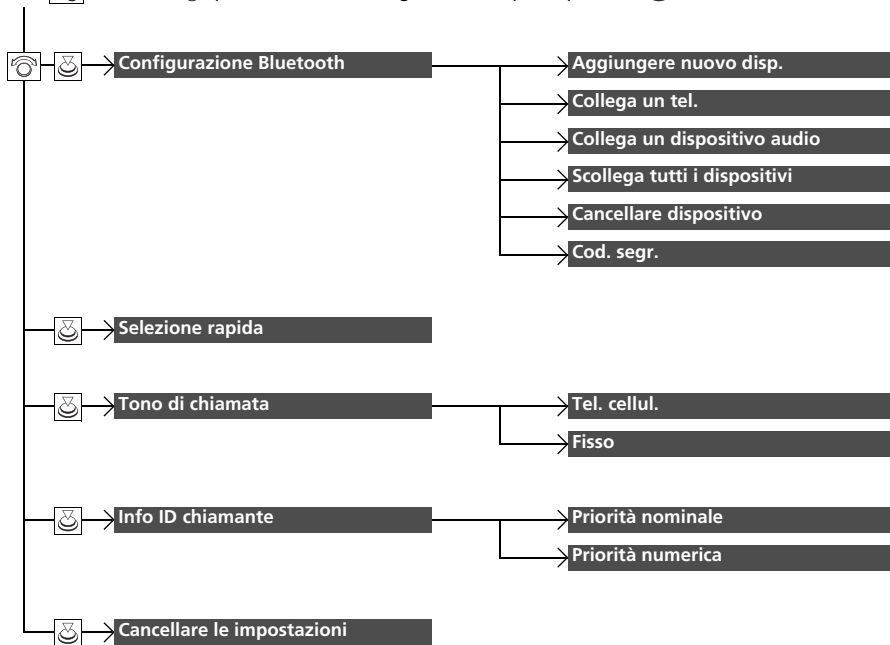 Configurazione Bluetooth
Aggiungere nuovo disp.
Collega un tel.
Collega un dispositivo audio
Scollega tutti i dispositivi
Cancellare dispositivo
Cod. segr.
Selezione rapida
Tono di chiamata
Tel. cellul.
Fisso
Info ID chiamante
Priorità nominale
Priorità numerica
Cancellare le impostazioni